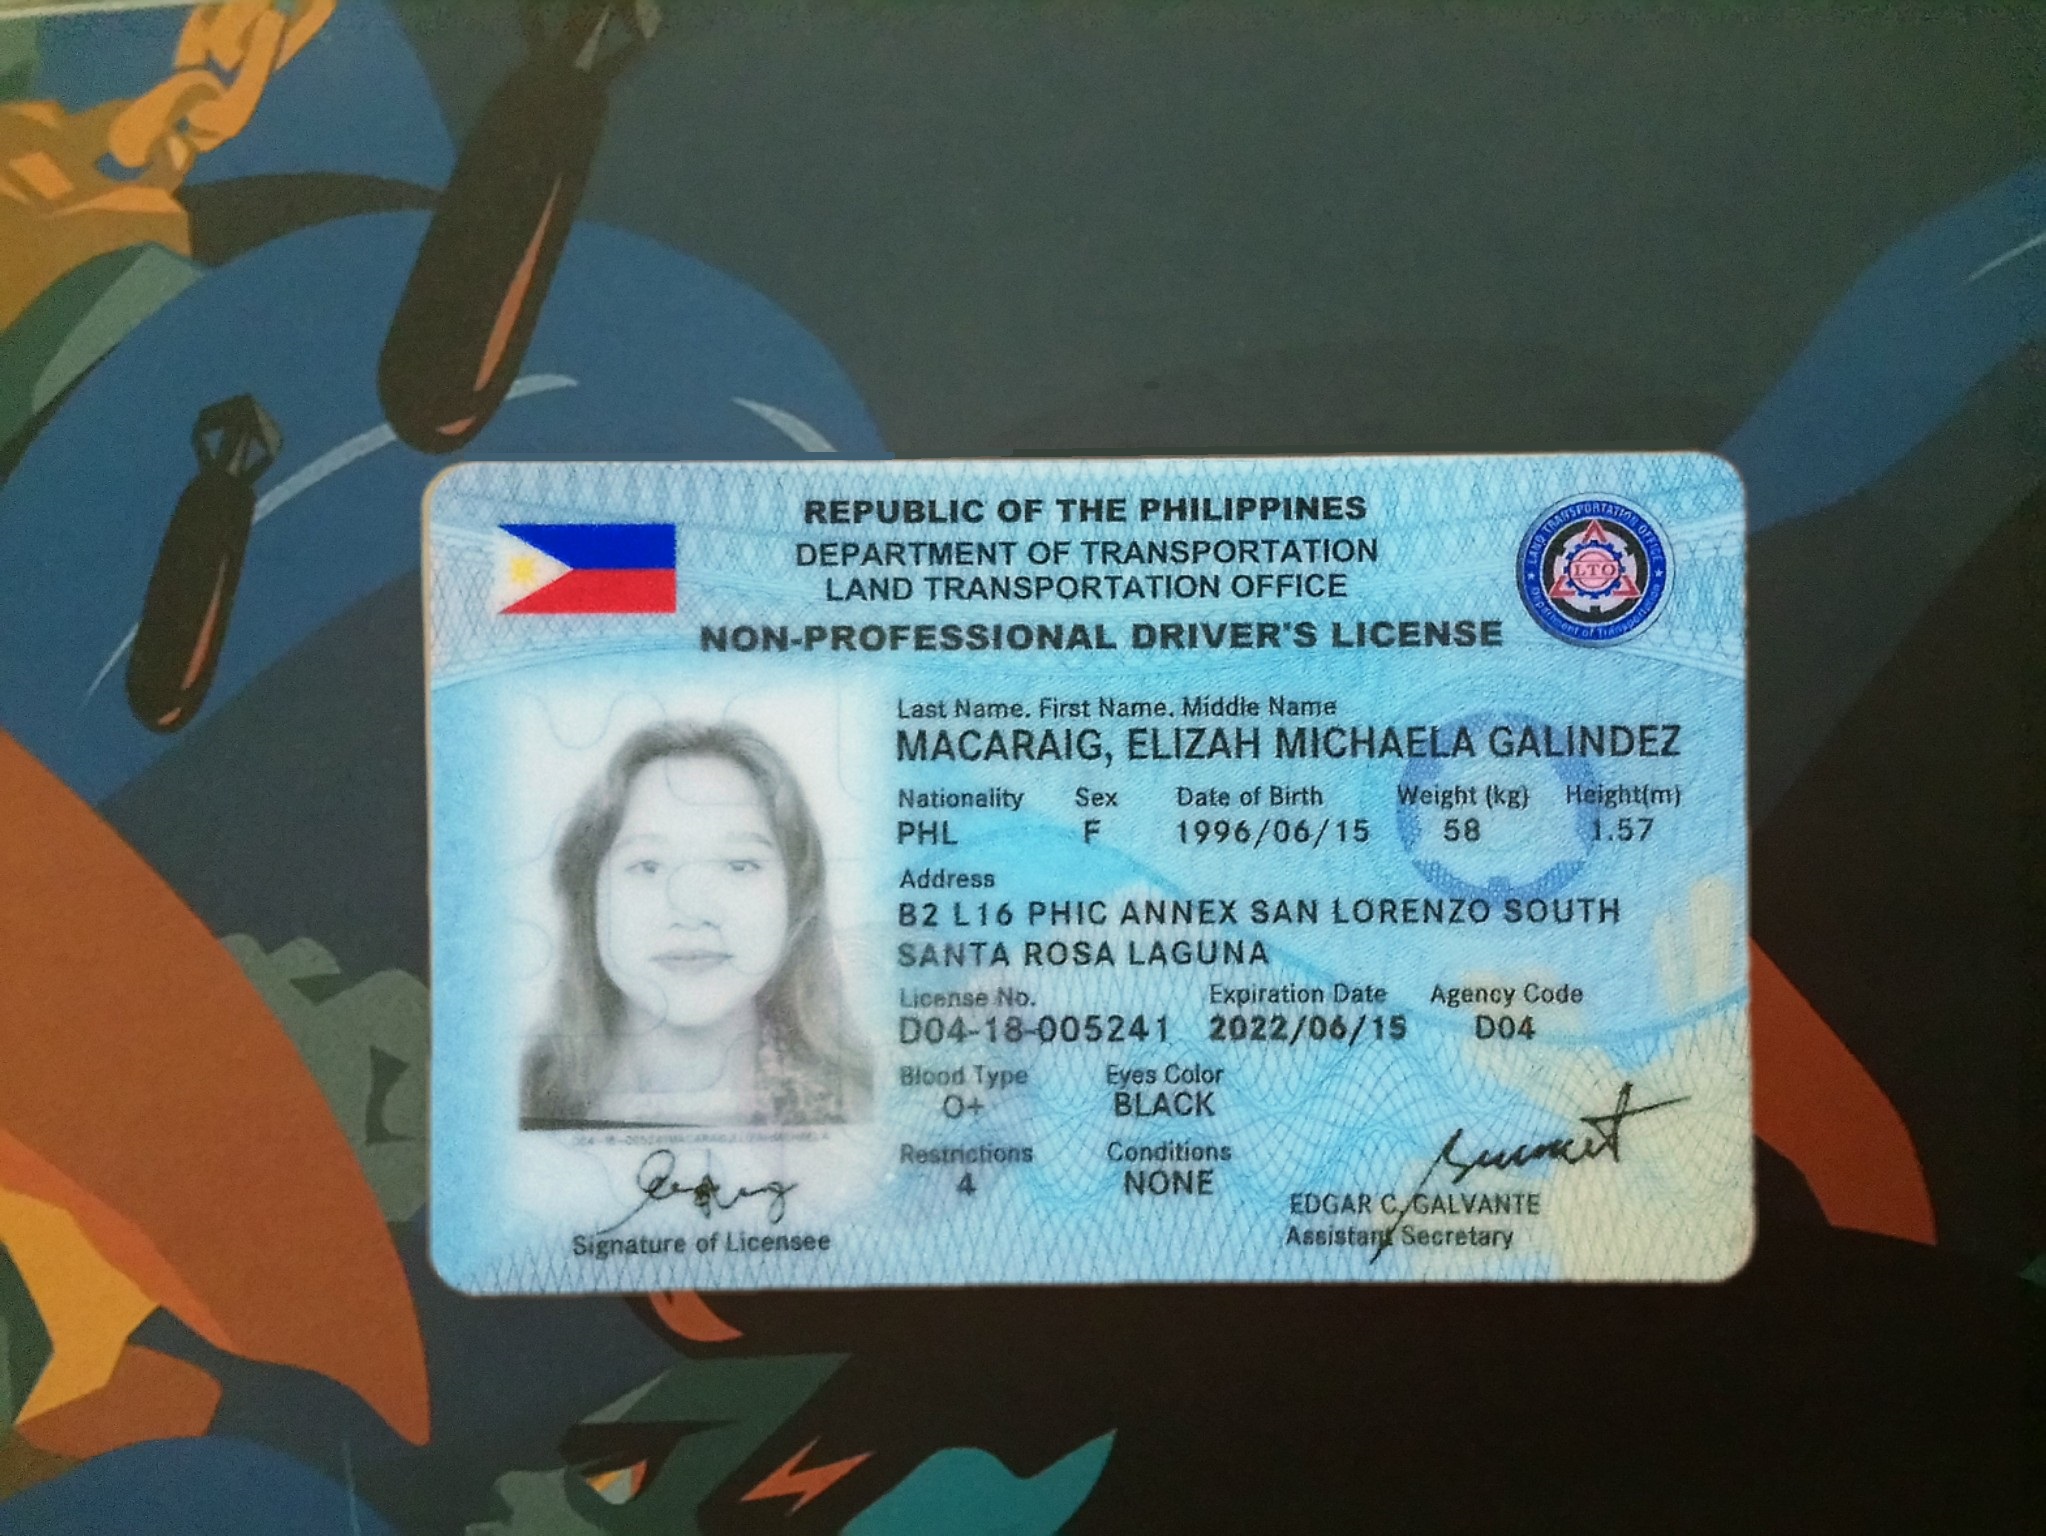 REPUBLIC OF THE PHILIPPINES
DEPARTMENT OF TRANSPORTATION
LAND TRANSPORTATION OFFICE
NON-PROFESSIONAL DRIVER'S LICENSE
LAND TRANSPORTATION OFFICE
LTO
Department of Transportation
Last Name. First Name. Middle Name
MACARAIG, ELIZAH MICHAELA GALINDEZ
Nationality Sex Date of Birth Weight (kg) Height(m)
PHL F 1996/06/15 58 1.57
Address
B2 L16 PHIC ANNEX SAN LORENZO SOUTH
SANTA ROSA LAGUNA
License No. Expiration Date Agency Code
D04-18-005241 2022/06/15 D04
Blood Type Eyes Color
O+ BLACK
Restrictions Conditions
4 NONE
EDGAR C. GALVANTE
Assistant Secretary
Signature of Licensee